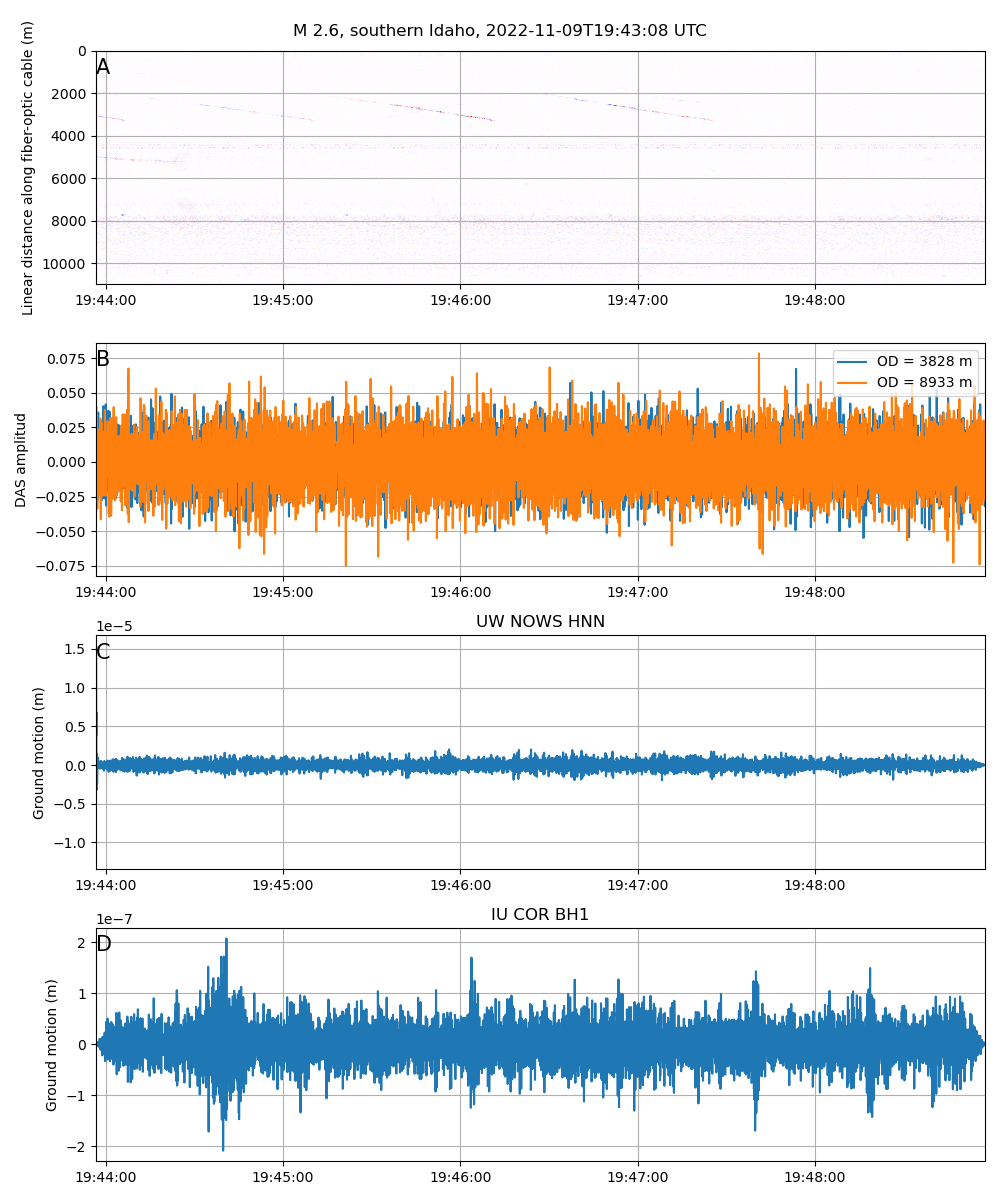 M 2.6, southern Idaho, 2022-11-09T19:43:08 UTC
A
Linear distance along fiber-optic cable (m)
0
2000
4000
6000
8000
10000
19:44:00 19:45:00 19:46:00 19:47:00 19:48:00
B
DAS amplitud
0.075
0.050
0.025
0.000
−0.025
−0.050
−0.075
OD = 3828 m
OD = 8933 m
19:44:00 19:45:00 19:46:00 19:47:00 19:48:00
UW NOWS HNN
1e−5
C
Ground motion (m)
1.5
1.0
0.5
0.0
−0.5
−1.0
19:44:00 19:45:00 19:46:00 19:47:00 19:48:00
IU COR BH1
1e−7
D
Ground motion (m)
2
1
0
−1
−2
19:44:00 19:45:00 19:46:00 19:47:00 19:48:00